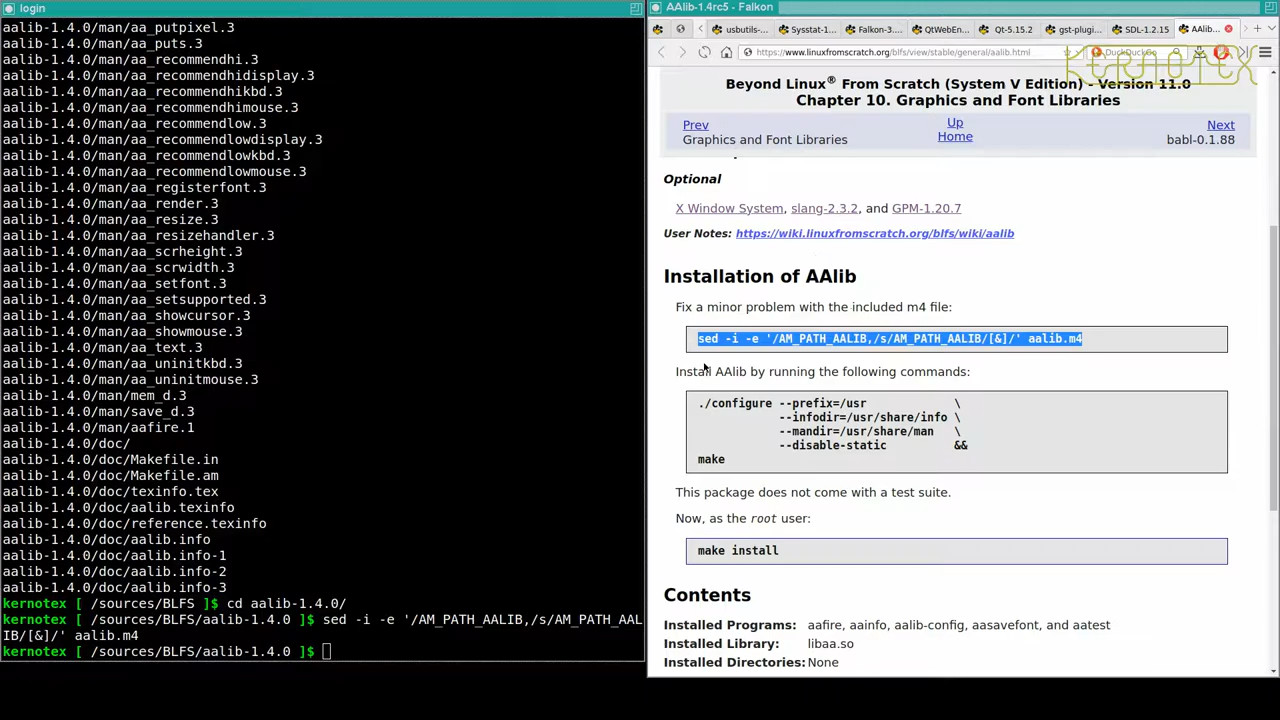 login
aalib-1.4.0/man/aa_putpixel.3
aalib-1.4.0/man/aa_puts.3
aalib-1.4.0/man/aa_recommendhi.3
aalib-1.4.0/man/aa_recommendhidisplay.3
aalib-1.4.0/man/aa_recommendhikbd.3
aalib-1.4.0/man/aa_recommendhimouse.3
aalib-1.4.0/man/aa_recommendlow.3
aalib-1.4.0/man/aa_recommendlowdisplay.3
aalib-1.4.0/man/aa_recommendlowkbd.3
aalib-1.4.0/man/aa_recommendlowmouse.3
aalib-1.4.0/man/aa_registerfont.3
aalib-1.4.0/man/aa_render.3
aalib-1.4.0/man/aa_resize.3
aalib-1.4.0/man/aa_resizehandler.3
aalib-1.4.0/man/aa_scrheight.3
aalib-1.4.0/man/aa_scrwidth.3
aalib-1.4.0/man/aa_setfont.3
aalib-1.4.0/man/aa_setsupported.3
aalib-1.4.0/man/aa_showcursor.3
aalib-1.4.0/man/aa_showmouse.3
aalib-1.4.0/man/aa_text.3
aalib-1.4.0/man/aa_uninitkbd.3
aalib-1.4.0/man/aa_uninitmouse.3
aalib-1.4.0/man/mem_d.3
aalib-1.4.0/man/save_d.3
aalib-1.4.0/man/aafire.1
aalib-1.4.0/doc/
aalib-1.4.0/doc/Makefile.in
aalib-1.4.0/doc/Makefile.am
aalib-1.4.0/doc/texinfo.tex
aalib-1.4.0/doc/aalib.texinfo
aalib-1.4.0/doc/reference.texinfo
aalib-1.4.0/doc/aalib.info
aalib-1.4.0/doc/aalib.info-1
aalib-1.4.0/doc/aalib.info-2
aalib-1.4.0/doc/aalib.info-3
kernotex [ /sources/BLFS ]$ cd aalib-1.4.0/
kernotex [ /sources/BLFS/aalib-1.4.0 ]$ sed -i -e '/AM_PATH_AALIB,/s/AM_PATH_AAL
IB/[&]/' aalib.m4
kernotex [ /sources/BLFS/aalib-1.4.0 ]$
AAlib-1.4rc5 - Falkon
usbutils-... Sysstat-1... Falkon-3.... QtWebEn... Qt-5.15.2 gst-plugi... SDL-1.2.15 AAlib...
https://www.linuxfromscratch.org/blfs/view/stable/general/aalib.html DuckDuckGo
KERNOTEX
Beyond Linux® From Scratch (System V Edition) - Version 11.0
Chapter 10. Graphics and Font Libraries
Prev Up Next
Graphics and Font Libraries Home babl-0.1.88
Optional
X Window System, slang-2.3.2, and GPM-1.20.7
User Notes: https://wiki.linuxfromscratch.org/blfs/wiki/aalib
Installation of AAlib
Fix a minor problem with the included m4 file:
sed -i -e '/AM_PATH_AALIB,/s/AM_PATH_AALIB/[&]/' aalib.m4
Install AAlib by running the following commands:
./configure --prefix=/usr \
--infodir=/usr/share/info \
--mandir=/usr/share/man \
--disable-static &&
make
This package does not come with a test suite.
Now, as the root user:
make install
Contents
Installed Programs: aafire, aainfo, aalib-config, aasavefont, and aatest
Installed Library: libaa.so
Installed Directories: None